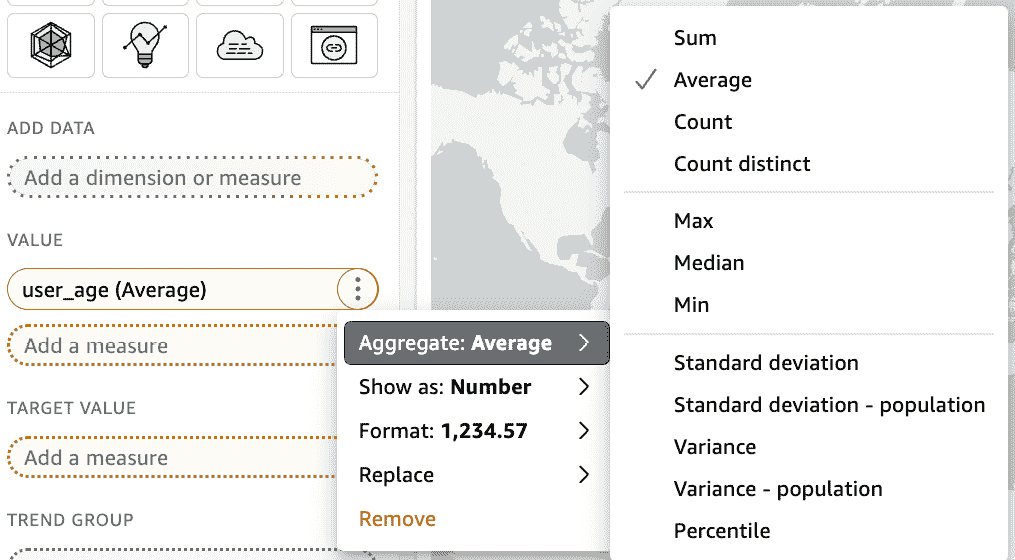 ADD DATA
Add a dimension or measure
VALUE
user_age (Average)
Add a measure
TARGET VALUE
Add a measure
TREND GROUP
Aggregate: Average
Show as: Number
Format: 1,234.57
Replace
Remove
Sum
Average
Count
Count distinct
Max
Median
Min
Standard deviation
Standard deviation - population
Variance
Variance - population
Percentile